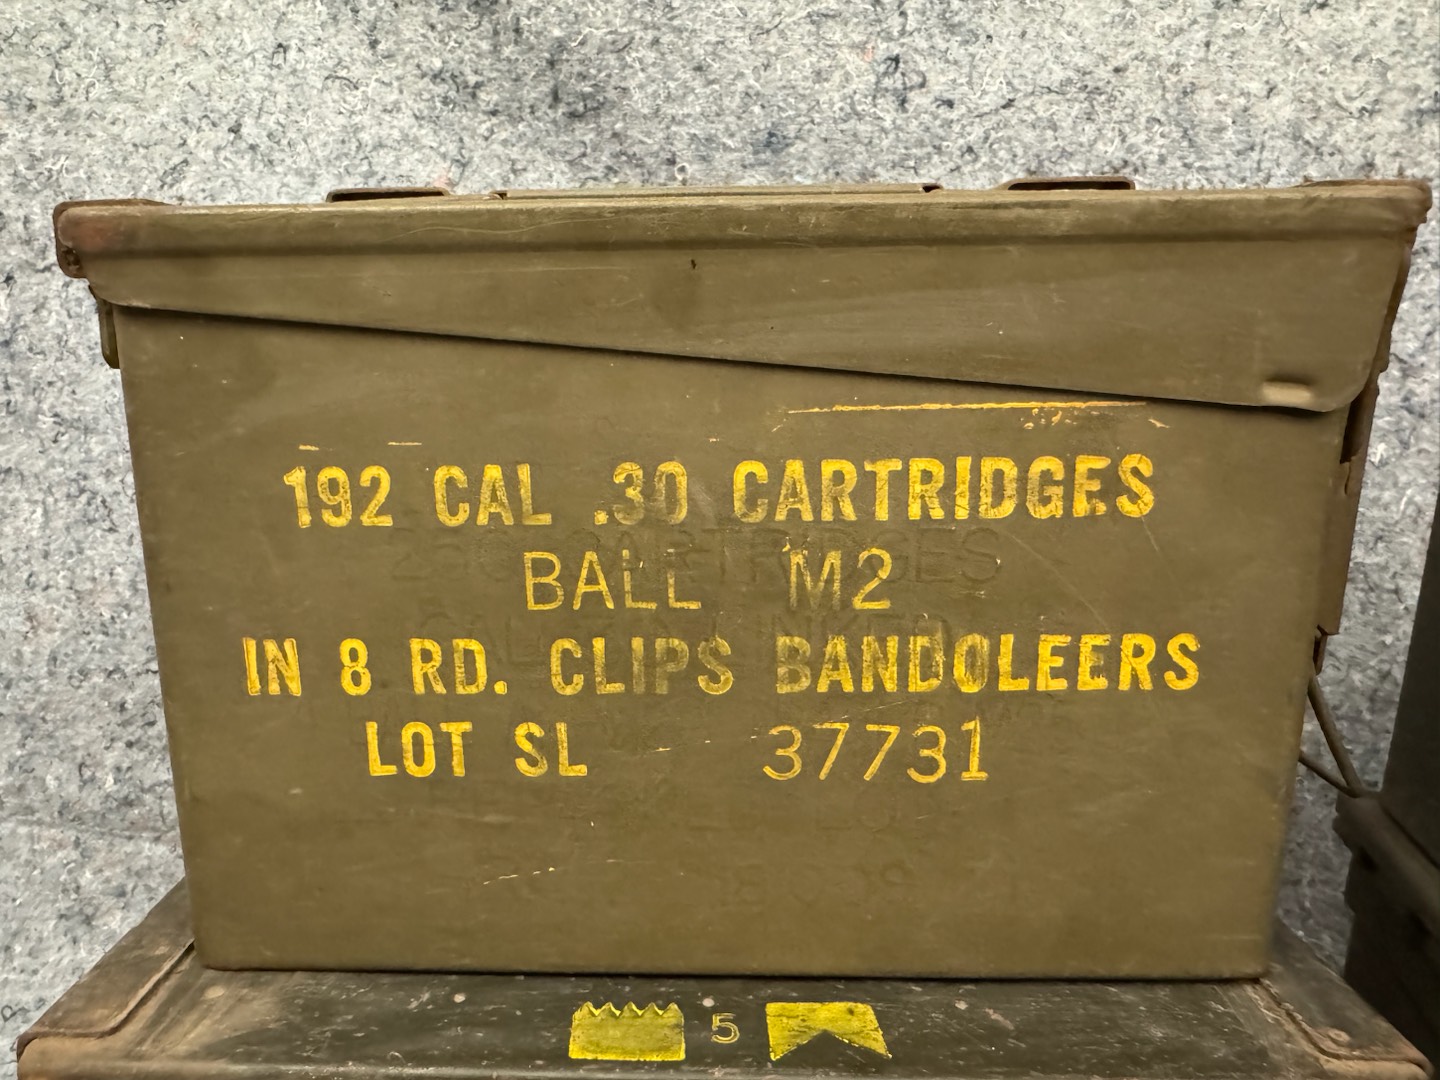 192 CAL .30 CARTRIDGES
BALL M2
IN 8 RD. CLIPS BANDOLEERS
LOT SL 37731
5